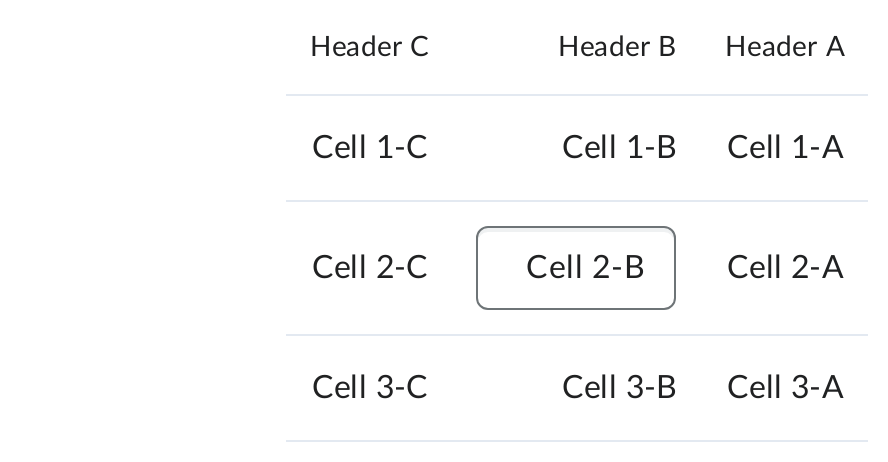 Header C Header B Header A
Cell 1-C Cell 1-B Cell 1-A
Cell 2-C Cell 2-B Cell 2-A
Cell 3-C Cell 3-B Cell 3-A